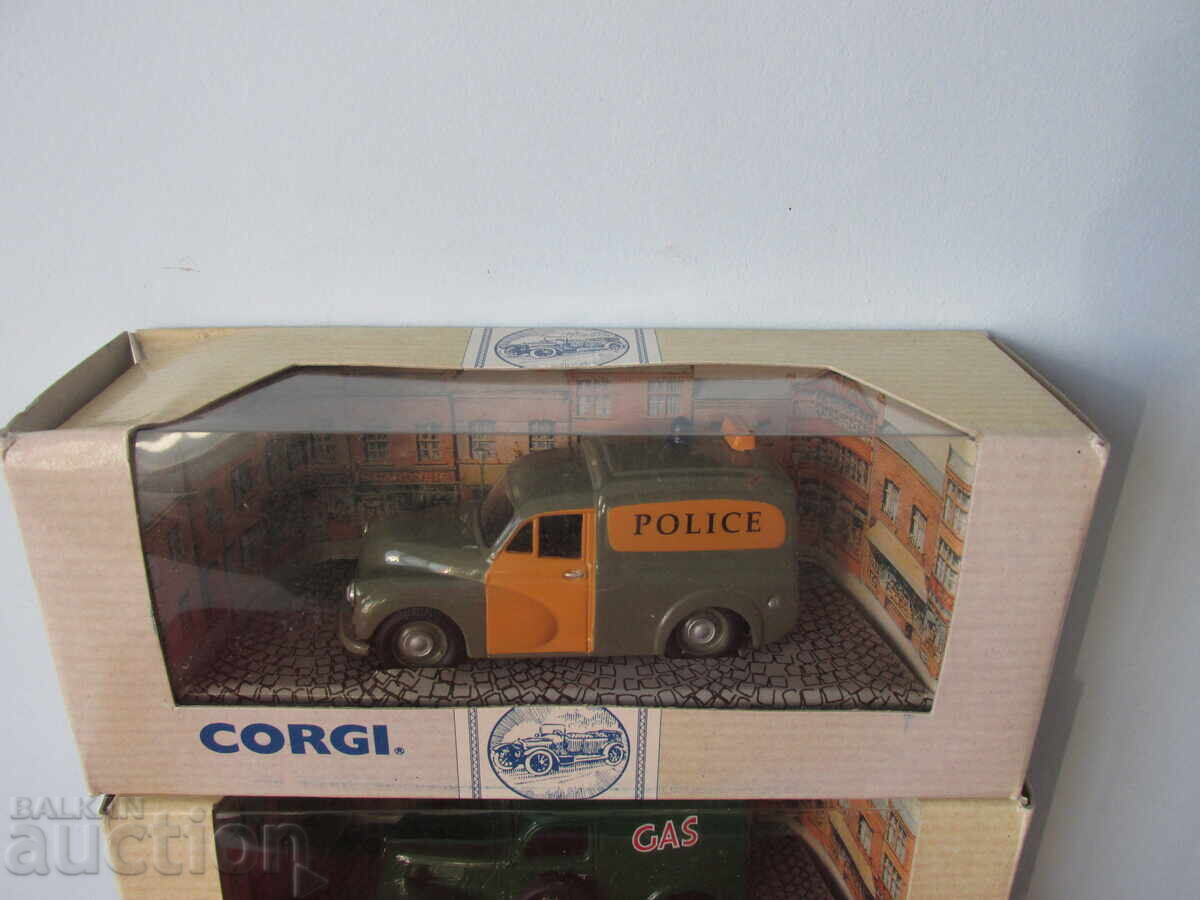 POLICE
CORGI®
GAS
BALKAN
auction